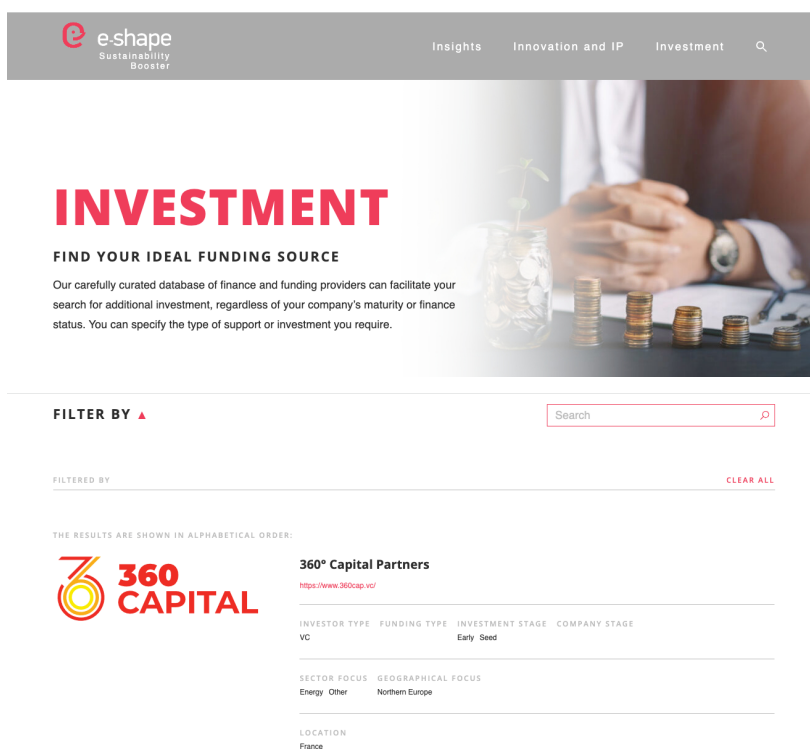 e-shape
Sustainability
Booster
Insights Innovation and IP Investment
INVESTMENT
FIND YOUR IDEAL FUNDING SOURCE
Our carefully curated database of finance and funding providers can facilitate your
search for additional investment, regardless of your company's maturity or finance
status. You can specify the type of support or investment you require.
FILTER BY ▲
Search
FILTERED BY
CLEAR ALL
THE RESULTS ARE SHOWN IN ALPHABETICAL ORDER:
360
CAPITAL
360° Capital Partners
https://www.360cap.vc/
INVESTOR TYPE FUNDING TYPE INVESTMENT STAGE COMPANY STAGE
VC Early Seed
SECTOR FOCUS GEOGRAPHICAL FOCUS
Energy Other Northern Europe
LOCATION
France